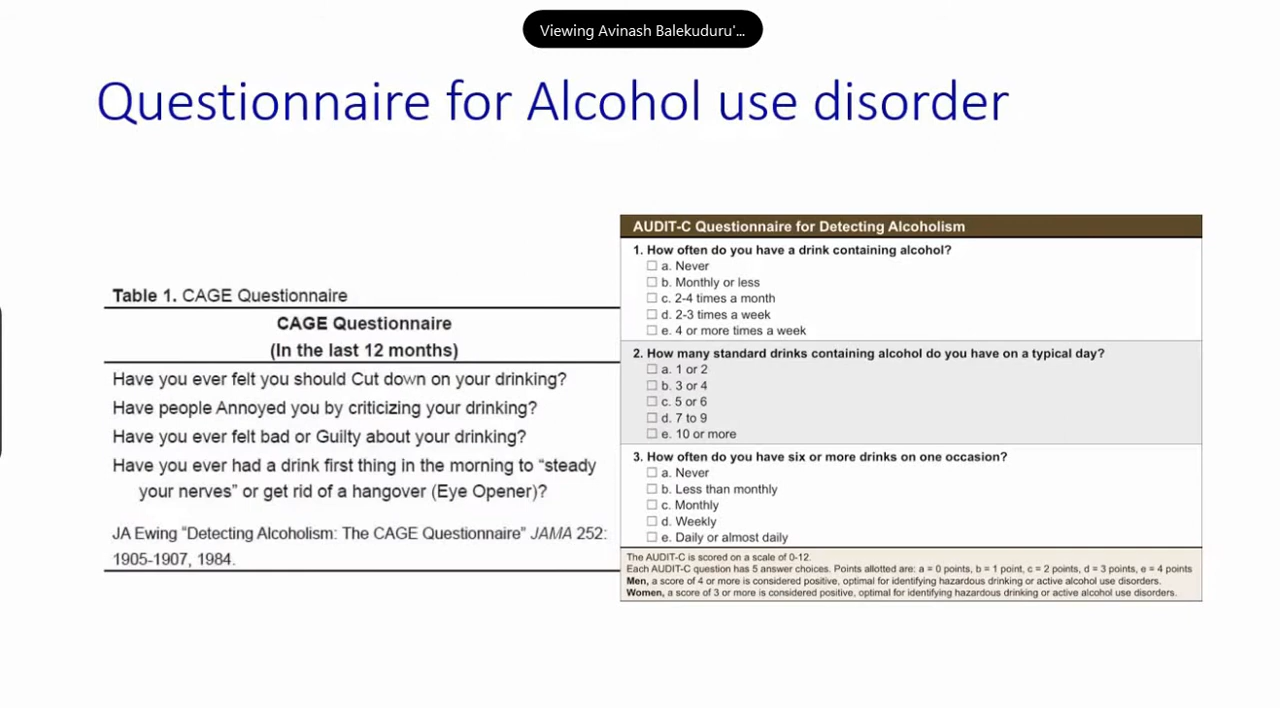 Viewing Avinash Balekuduru'...
Questionnaire for Alcohol use disorder
Table 1. CAGE Questionnaire
CAGE Questionnaire
(In the last 12 months)
Have you ever felt you should Cut down on your drinking?
Have people Annoyed you by criticizing your drinking?
Have you ever felt bad or Guilty about your drinking?
Have you ever had a drink first thing in the morning to “steady
your nerves” or get rid of a hangover (Eye Opener)?
JA Ewing “Detecting Alcoholism: The CAGE Questionnaire” JAMA 252:
1905-1907, 1984.
AUDIT-C Questionnaire for Detecting Alcoholism
1. How often do you have a drink containing alcohol?
☐ a. Never
☐ b. Monthly or less
☐ c. 2-4 times a month
☐ d. 2-3 times a week
☐ e. 4 or more times a week
2. How many standard drinks containing alcohol do you have on a typical day?
☐ a. 1 or 2
☐ b. 3 or 4
☐ c. 5 or 6
☐ d. 7 to 9
☐ e. 10 or more
3. How often do you have six or more drinks on one occasion?
☐ a. Never
☐ b. Less than monthly
☐ c. Monthly
☐ d. Weekly
☐ e. Daily or almost daily
The AUDIT-C is scored on a scale of 0-12.
Each AUDIT-C question has 5 answer choices. Points allotted are: a = 0 points, b = 1 point, c = 2 points, d = 3 points, e = 4 points
Men, a score of 4 or more is considered positive, optimal for identifying hazardous drinking or active alcohol use disorders.
Women, a score of 3 or more is considered positive, optimal for identifying hazardous drinking or active alcohol use disorders.